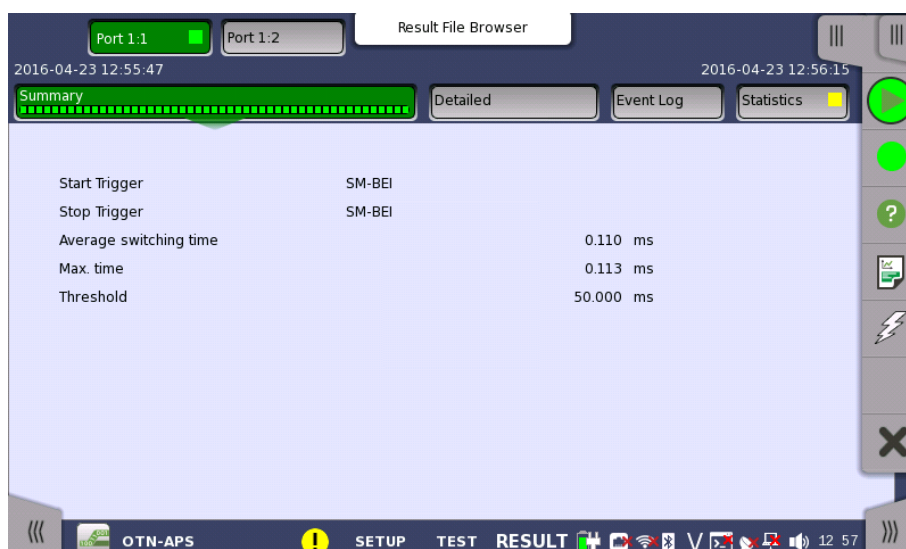 Result File Browser
Port 1:1 Port 1:2
2016-04-23 12:55:47 2016-04-23 12:56:15
Summary Detailed Event Log Statistics
Start Trigger SM-BEI
Stop Trigger SM-BEI
Average switching time 0.110 ms
Max. time 0.113 ms
Threshold 50.000 ms
OTN-APS ! SETUP TEST RESULT V 12 57